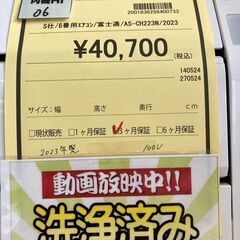 06
2001836256400733
S仕/6畳用ｴｱｺﾝ/富士通/AS-CH223N/2023
¥40,700(税込)
140524
270524
サイズ:幅 高さ 奥行 cm
□現状販売 □1ヶ月保証 □3ヶ月保証 □6ヶ月保証
2023年製 100V
動画放映中!!
洗浄済み